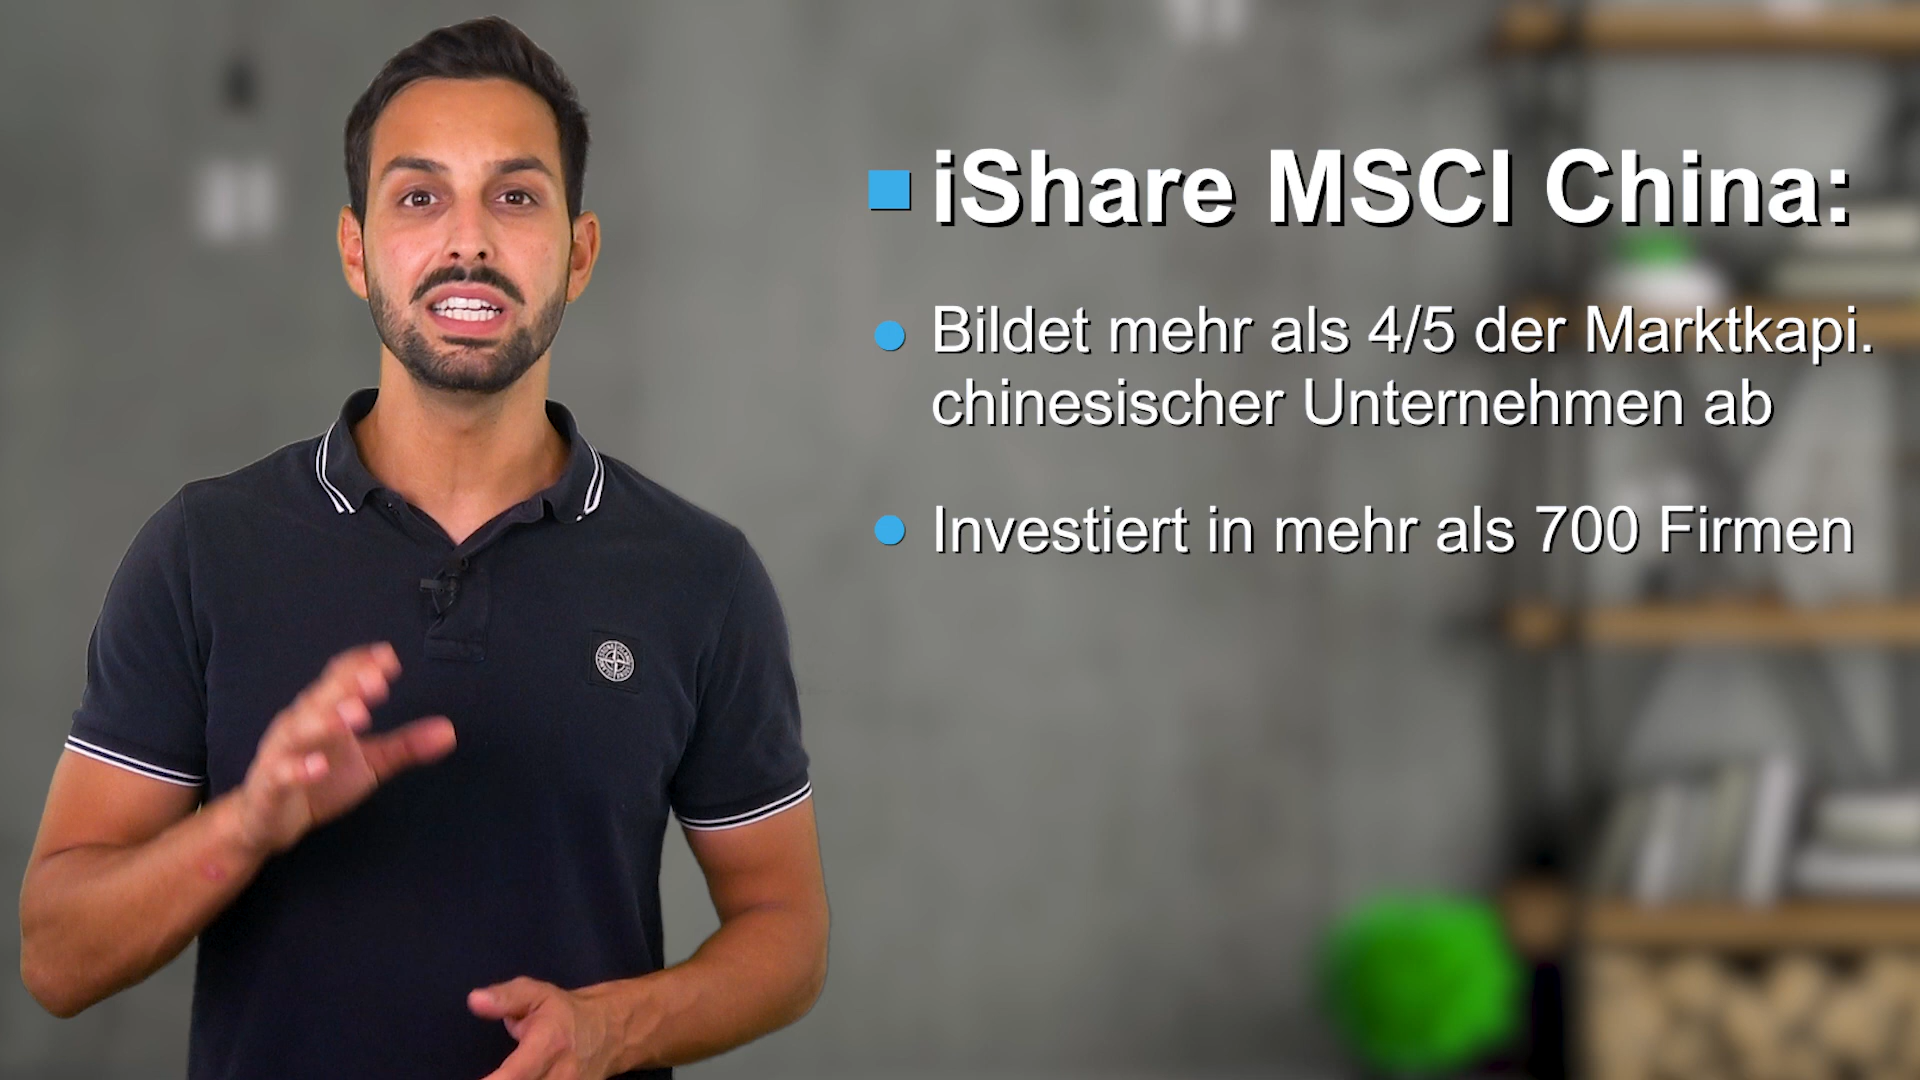 iShare MSCI China:
Bildet mehr als 4/5 der Marktkapi.
chinesischer Unternehmen ab
Investiert in mehr als 700 Firmen